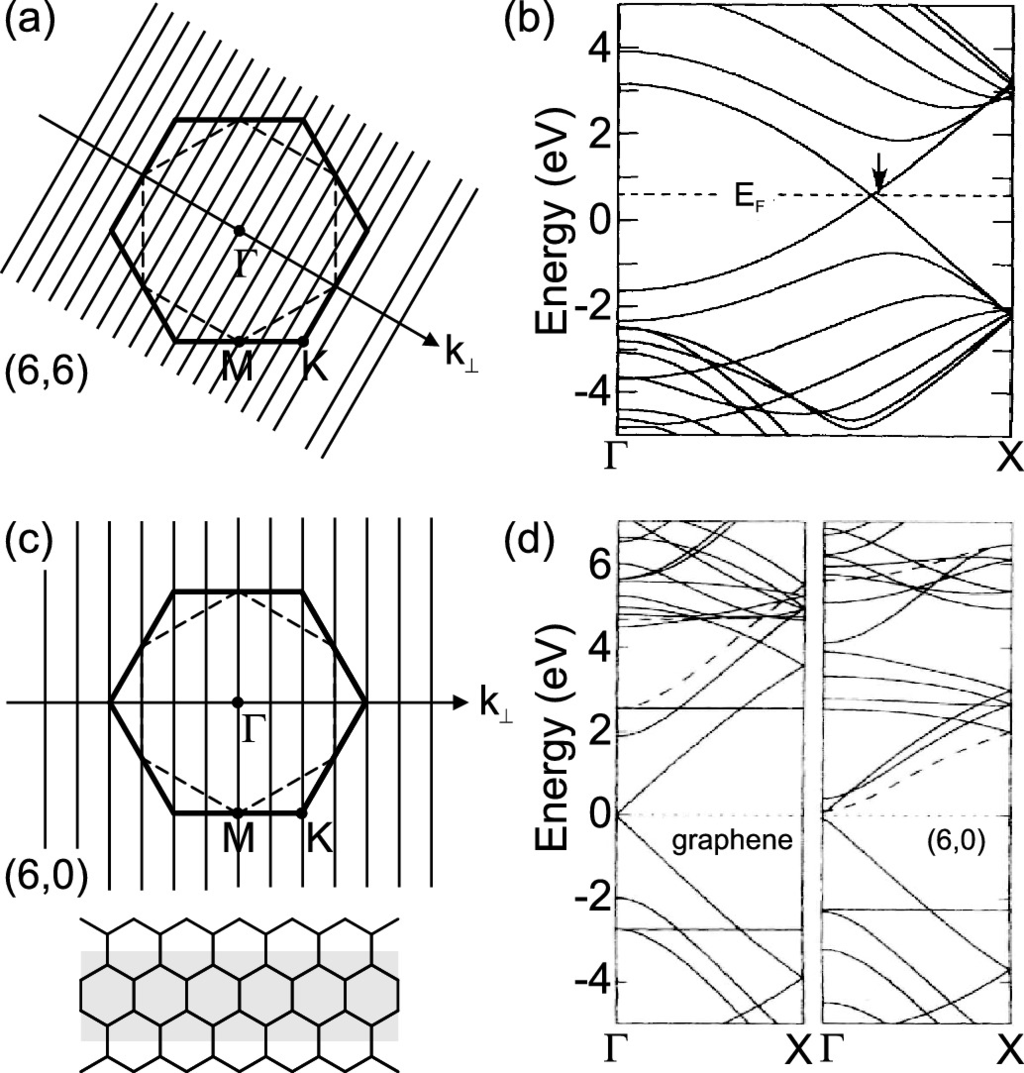 (a)
Γ
M
K
k⊥
(6,6)
(b)
Energy (eV)
4
2
0
-2
-4
E_F
Γ
X
(c)
Γ
M
K
k⊥
(6,0)
(d)
Energy (eV)
6
4
2
0
-2
-4
graphene
(6,0)
Γ
X
Γ
X